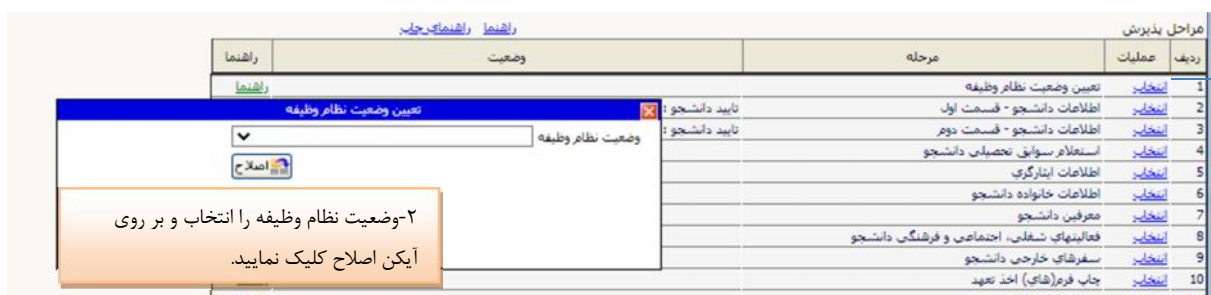 راهنما راهنمای چاپ
مراحل پذیرش
ردیف عملیات مرحله وضعیت راهنما
1 انتخاب تعیین وضعیت نظام وظیفه راهنما
2 انتخاب اطلاعات دانشجو - قسمت اول تایید دانشجو :
3 انتخاب اطلاعات دانشجو - قسمت دوم تایید دانشجو :
4 انتخاب استعلام سوابق تحصیلی دانشجو
5 انتخاب اطلاعات ایثارگری
6 انتخاب اطلاعات خانواده دانشجو
7 انتخاب معرفین دانشجو
8 انتخاب فعالیتهای شغلی، اجتماعی و فرهنگی دانشجو
9 انتخاب سفرهای خارجی دانشجو
10 انتخاب چاپ فرم(های) اخذ تعهد
تعیین وضعیت نظام وظیفه
وضعیت نظام وظیفه
اصلاح
۲-وضعیت نظام وظیفه را انتخاب و بر روی
آیکن اصلاح کلیک نمایید.